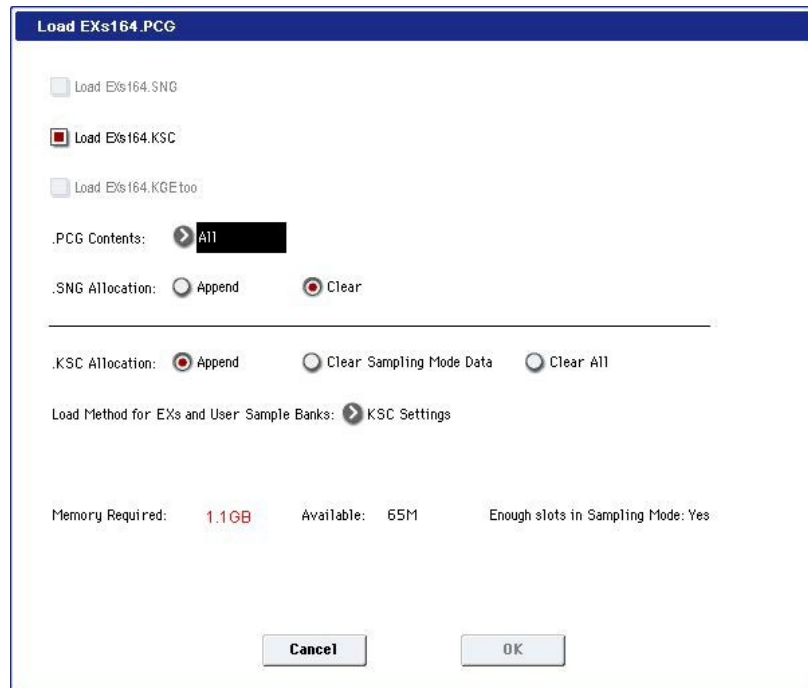 Load EXs164.PCG
Load EXs164.SNG
Load EXs164.KSC
Load EXs164.KGEtoo
.PCG Contents: All
.SNG Allocation: Append Clear
.KSC Allocation: Append Clear Sampling Mode Data Clear All
Load Method for EXs and User Sample Banks: KSC Settings
Memory Required: 1.1GB Available: 65M Enough slots in Sampling Mode: Yes
Cancel OK